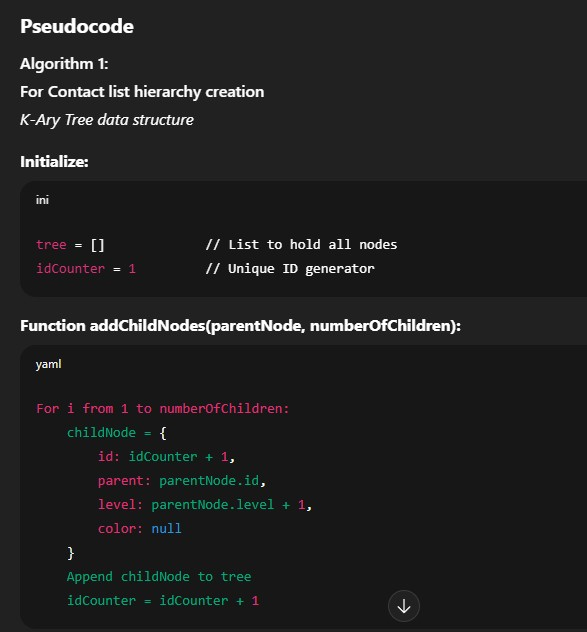 Pseudocode
Algorithm 1:
For Contact list hierarchy creation
K-Ary Tree data structure
Initialize:
ini
tree = [] // List to hold all nodes
idCounter = 1 // Unique ID generator
Function addChildNodes(parentNode, numberOfChildren):
yaml
For i from 1 to numberOfChildren:
childNode = {
id: idCounter + 1,
parent: parentNode.id,
level: parentNode.level + 1,
color: null
}
Append childNode to tree
idCounter = idCounter + 1